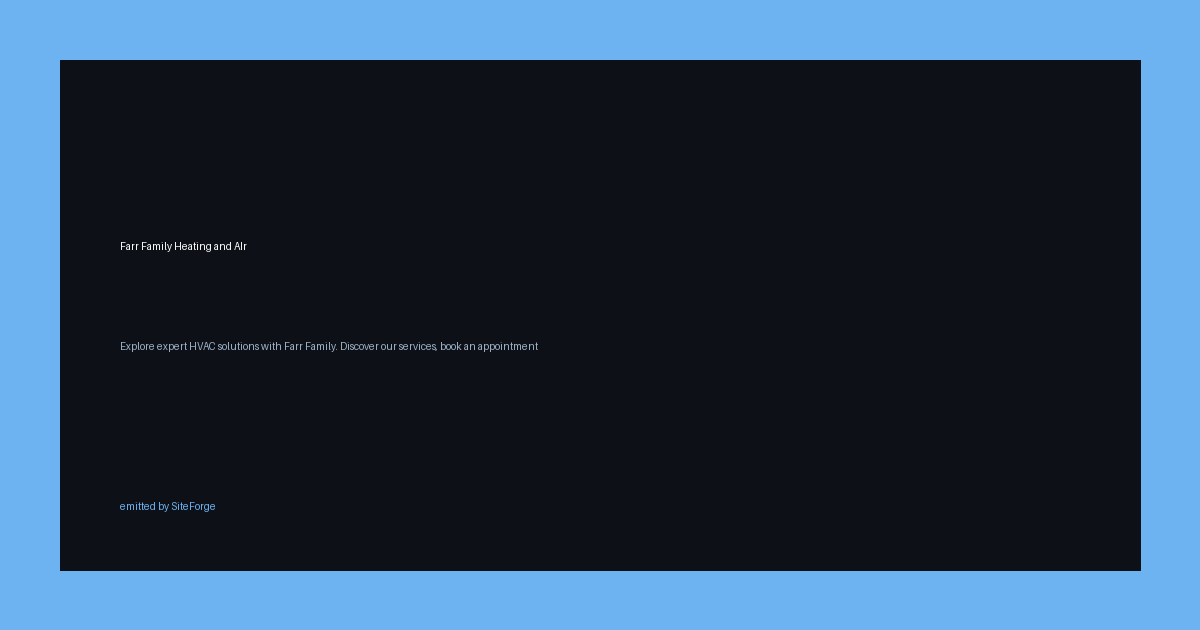 Farr Family Heating and AIr
Explore expert HVAC solutions with Farr Family. Discover our services, book an appointment
emitted by SiteForge